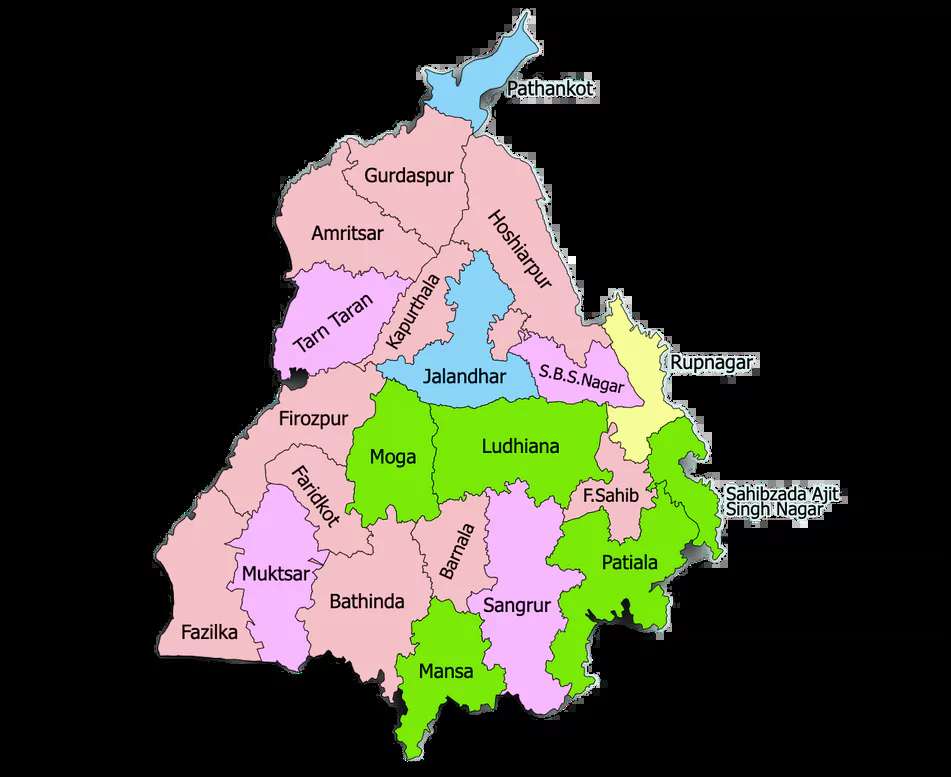 Pathankot
Gurdaspur
Hoshiarpur
Amritsar
Tarn Taran
Kapurthala
Jalandhar
S.B.S.Nagar
Rupnagar
Firozpur
Moga
Ludhiana
Faridkot
F.Sahib
Sahibzada Ajit
Singh Nagar
Muktsar
Barnala
Patiala
Bathinda
Sangrur
Fazilka
Mansa